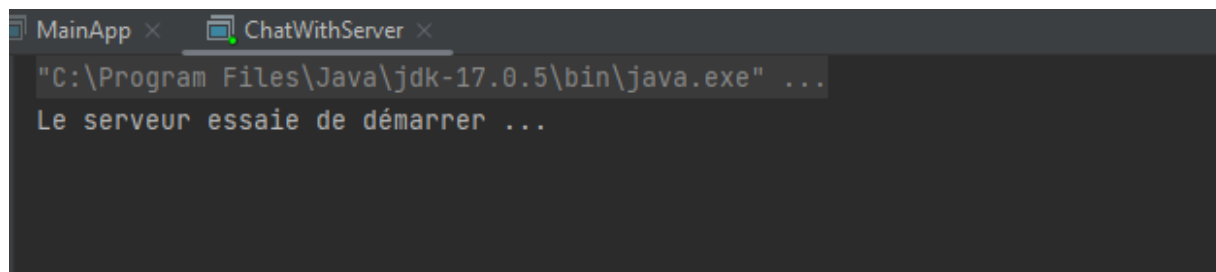 MainApp × ChatWithServer ×
"C:\Program Files\Java\jdk-17.0.5\bin\java.exe" ...
Le serveur essaie de démarrer ...